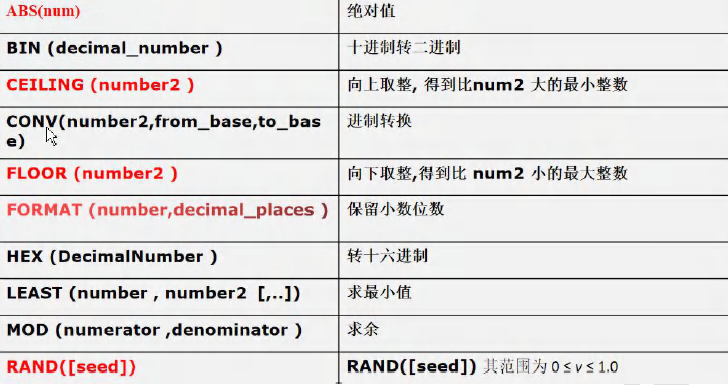 ABS(num) 绝对值
BIN (decimal_number ) 十进制转二进制
CEILING (number2 ) 向上取整, 得到比num2 大的最小整数
CONV(number2,from_base,to_bas 进制转换
e)
FLOOR (number2 ) 向下取整,得到比 num2 小的最大整数
FORMAT (number,decimal_places ) 保留小数位数
HEX (DecimalNumber ) 转十六进制
LEAST (number , number2 [,..]) 求最小值
MOD (numerator ,denominator ) 求余
RAND([seed]) RAND([seed]) 其范围为 0 ≤ v ≤ 1.0